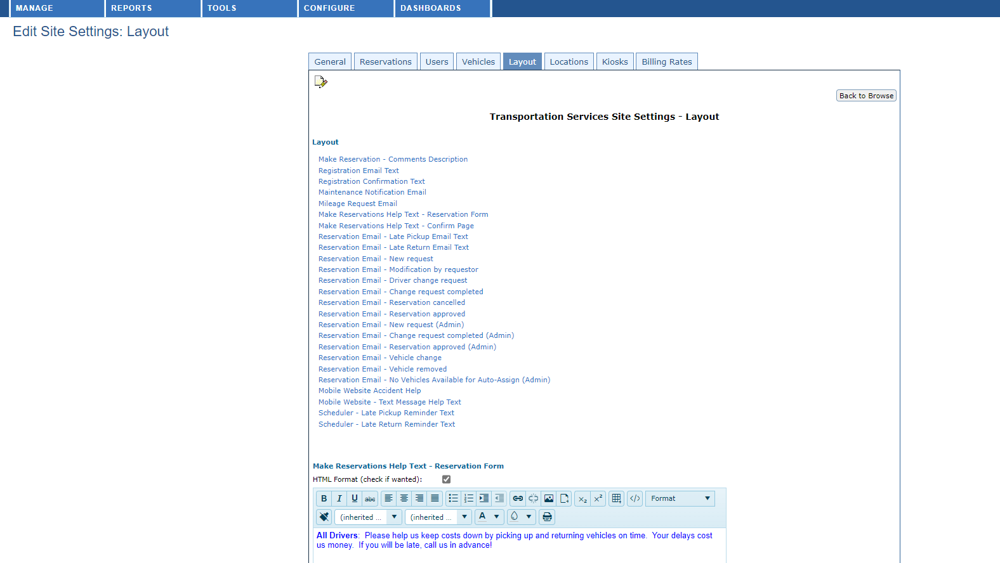 MANAGE REPORTS TOOLS CONFIGURE DASHBOARDS
Edit Site Settings: Layout
General Reservations Users Vehicles Layout Locations Kiosks Billing Rates
Back to Browse
Transportation Services Site Settings - Layout
Layout
Make Reservation - Comments Description
Registration Email Text
Registration Confirmation Text
Maintenance Notification Email
Mileage Request Email
Make Reservations Help Text - Reservation Form
Make Reservations Help Text - Confirm Page
Reservation Email - Late Pickup Email Text
Reservation Email - Late Return Email Text
Reservation Email - New request
Reservation Email - Modification by requestor
Reservation Email - Driver change request
Reservation Email - Change request completed
Reservation Email - Reservation cancelled
Reservation Email - Reservation approved
Reservation Email - New request (Admin)
Reservation Email - Change request completed (Admin)
Reservation Email - Reservation approved (Admin)
Reservation Email - Vehicle change
Reservation Email - Vehicle removed
Reservation Email - No Vehicles Available for Auto-Assign (Admin)
Mobile Website Accident Help
Mobile Website - Text Message Help Text
Scheduler - Late Pickup Reminder Text
Scheduler - Late Return Reminder Text
Make Reservations Help Text - Reservation Form
HTML Format (check if wanted):
B I U abc x₂ x² </> Format
(inherited ... (inherited ... A
All Drivers:  Please help us keep costs down by picking up and returning vehicles on time.  Your delays cost
us money.  If you will be late, call us in advance!